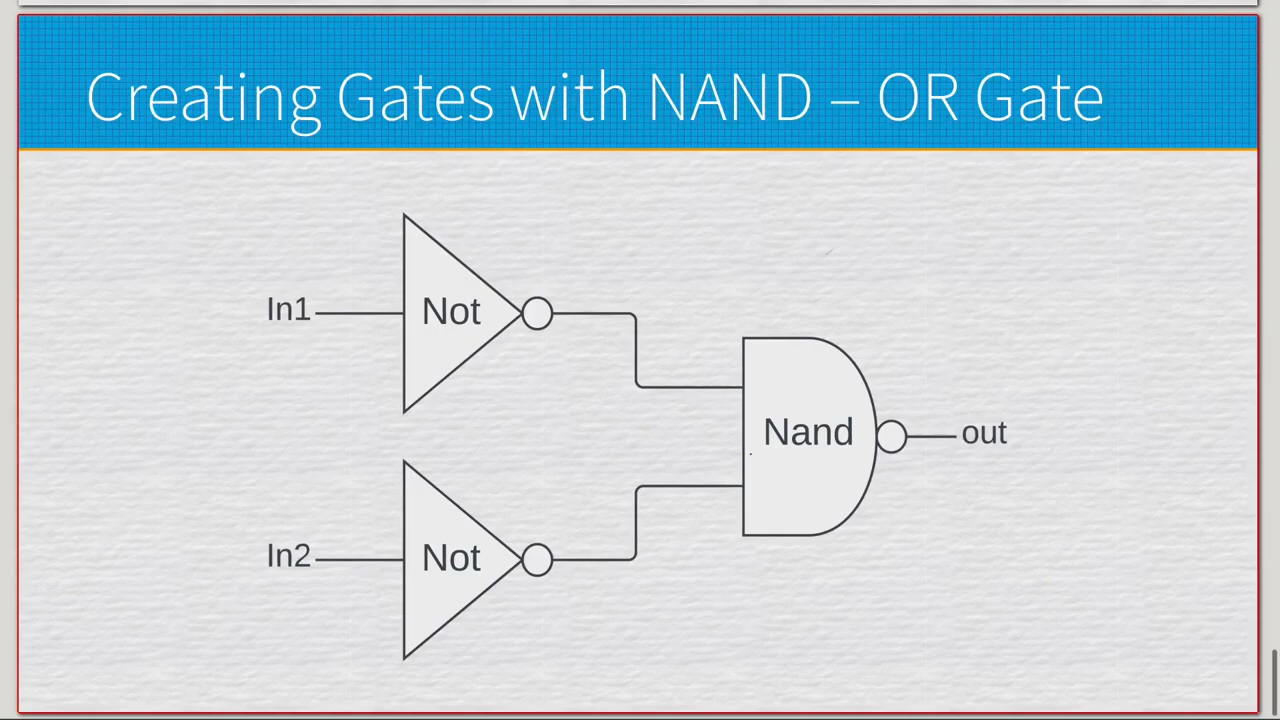 Creating Gates with NAND – OR Gate
In1
Not
Nand
out
In2
Not